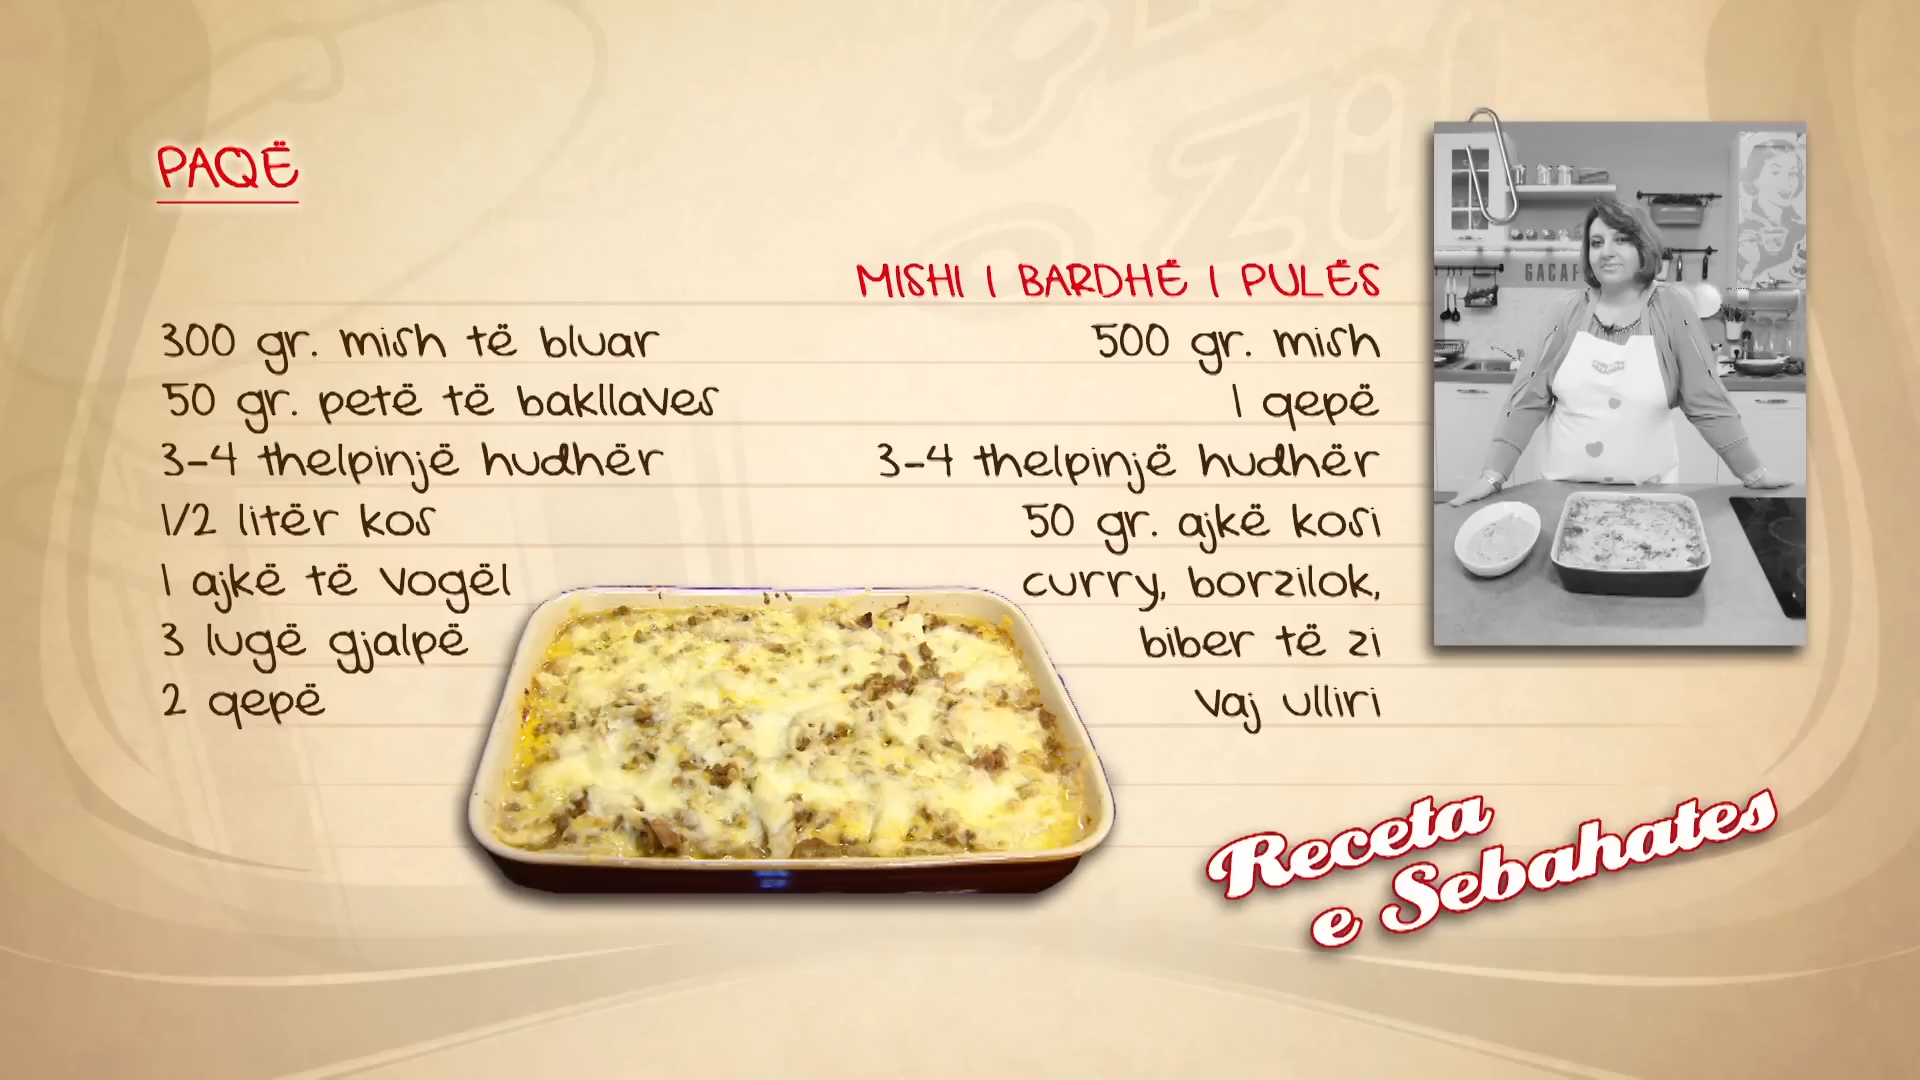 PAQË
300 gr. mish të bluar
50 gr. petë të bakllaves
3-4 thelpinjë hudhër
1/2 litër kos
1 ajkë të vogël
3 lugë gjalpë
2 qepë
MISHI I BARDHË I PULËS
500 gr. mish
1 qepë
3-4 thelpinjë hudhër
50 gr. ajkë kosi
curry, borzilok,
biber të zi
vaj ulliri
Receta
e Sebahates